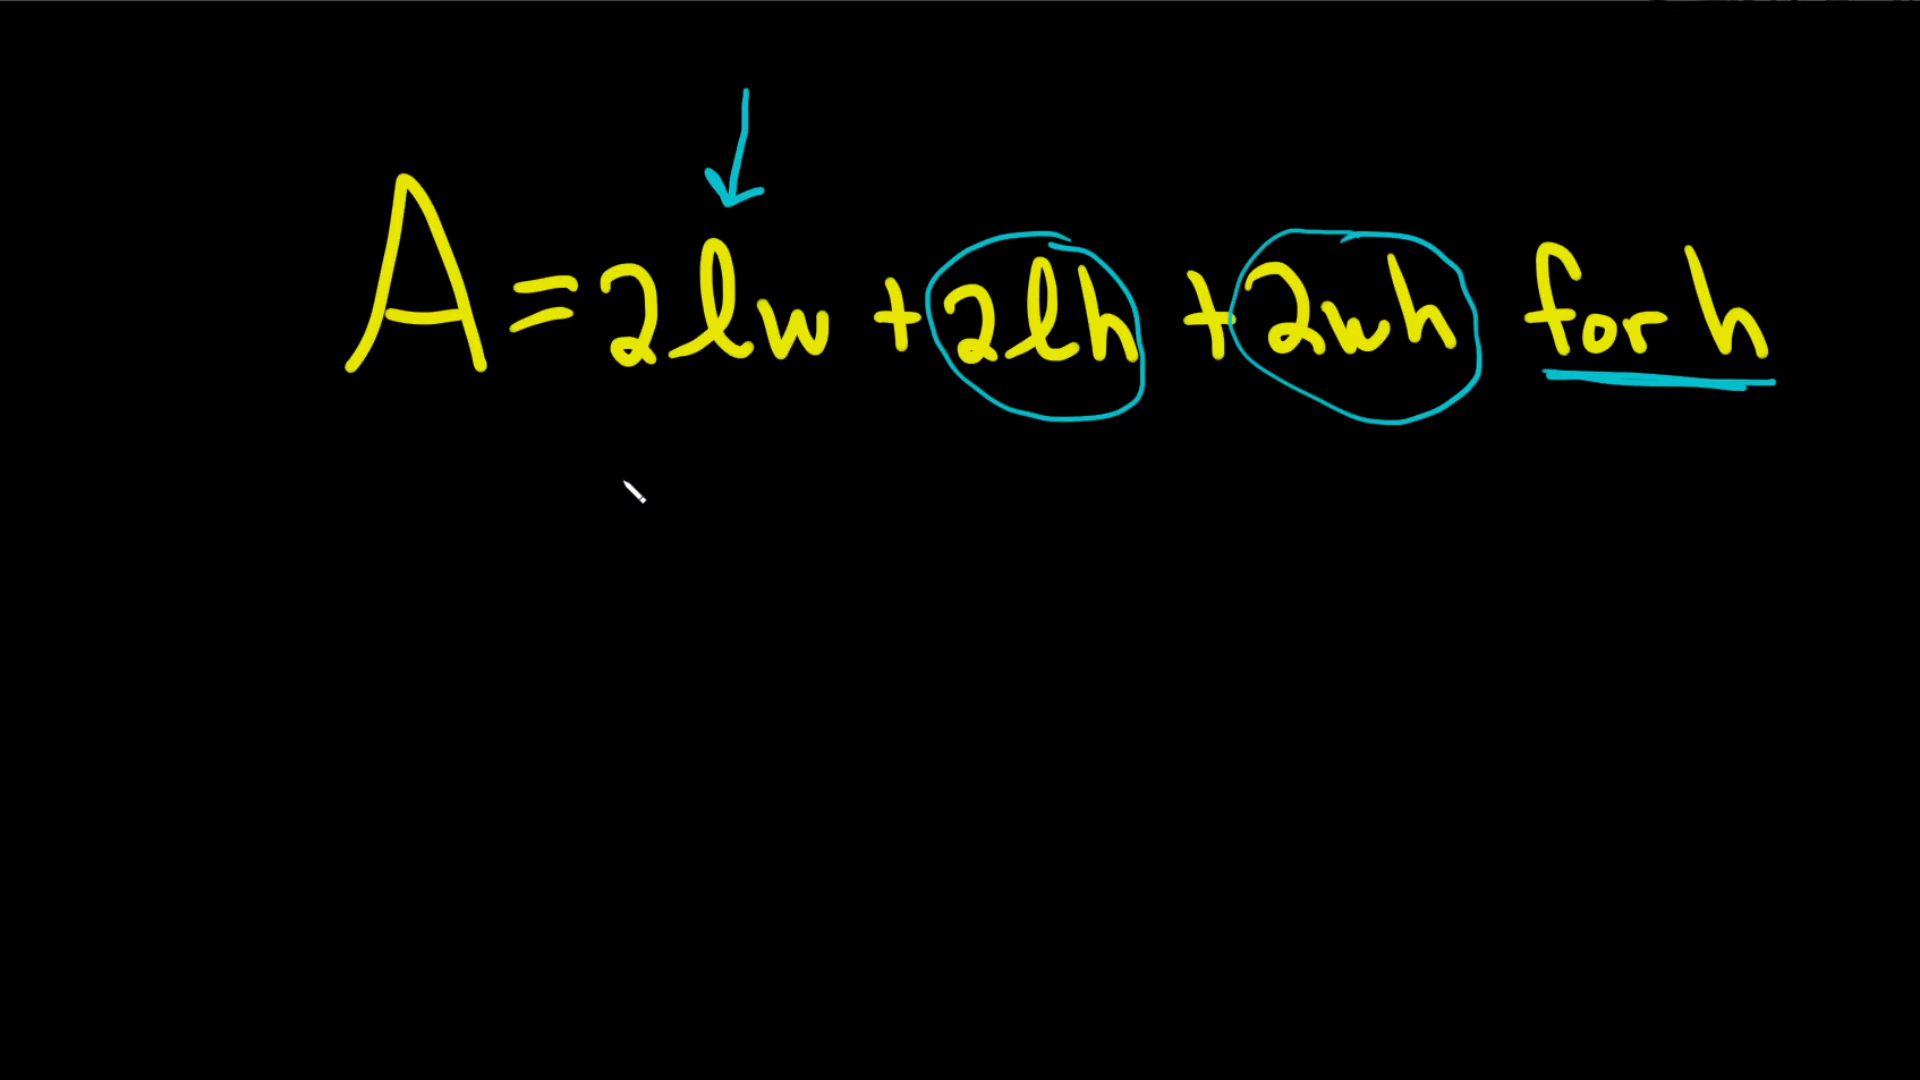 A = 2lw + 2lh + 2wh for h